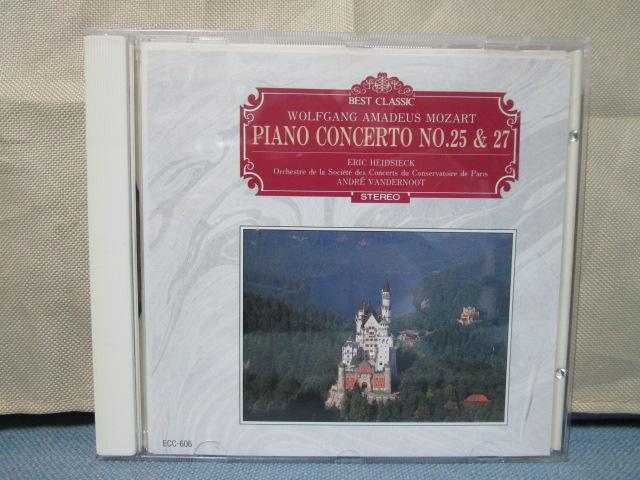 BEST CLASSIC
WOLFGANG AMADEUS MOZART
PIANO CONCERTO NO.25 & 27
ERIC HEIDSIECK
Orchestre de la Société des Concerts du Conservatoire de Paris
ANDRÉ VANDERNOOT
STEREO
ECC-606